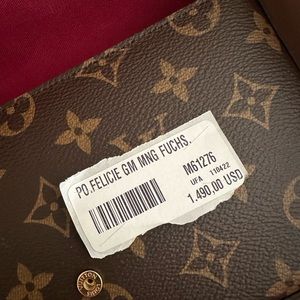 PO.FELICIE GM MNG FUCHS.
M61276
UFA 110422
1.490,00 USD